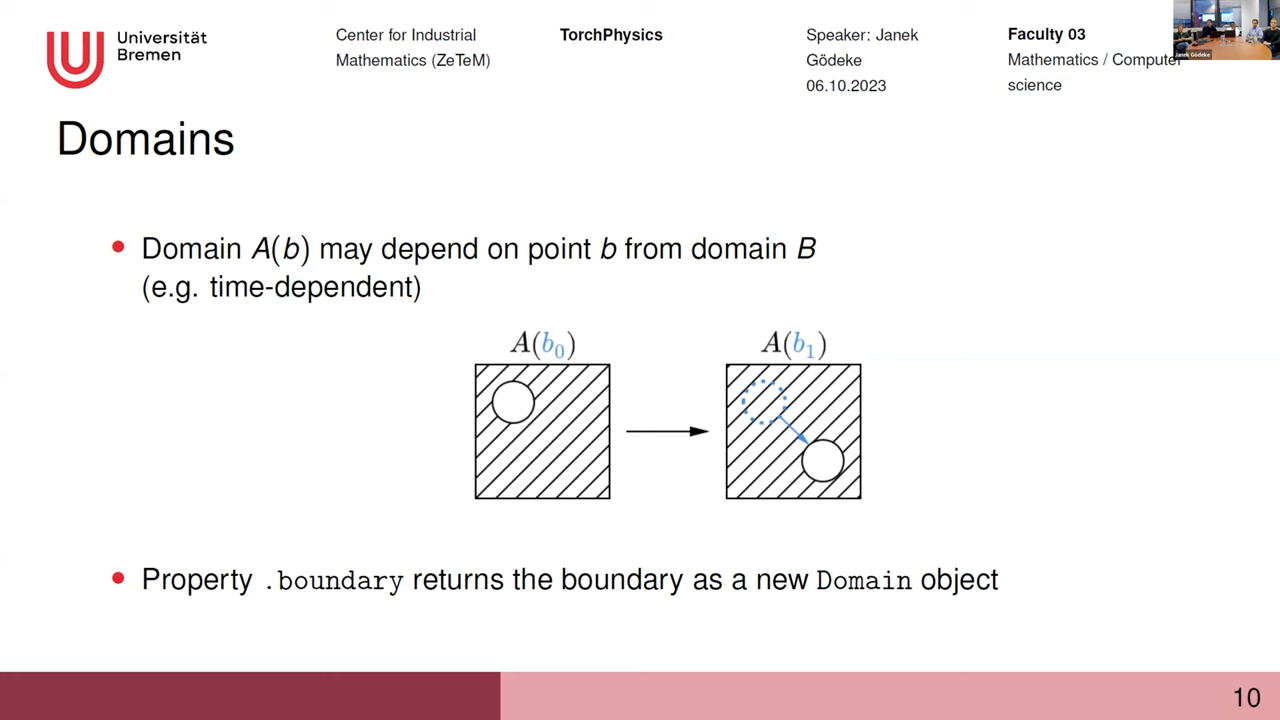 Universität
Bremen
Center for Industrial
Mathematics (ZeTeM)
TorchPhysics
Speaker: Janek
Gödeke
06.10.2023
Faculty 03
Mathematics / Computer
science
Janek Gödeke
Domains
Domain A(b) may depend on point b from domain B
(e.g. time-dependent)
A(b₀) A(b₁)
Property .boundary returns the boundary as a new Domain object
10